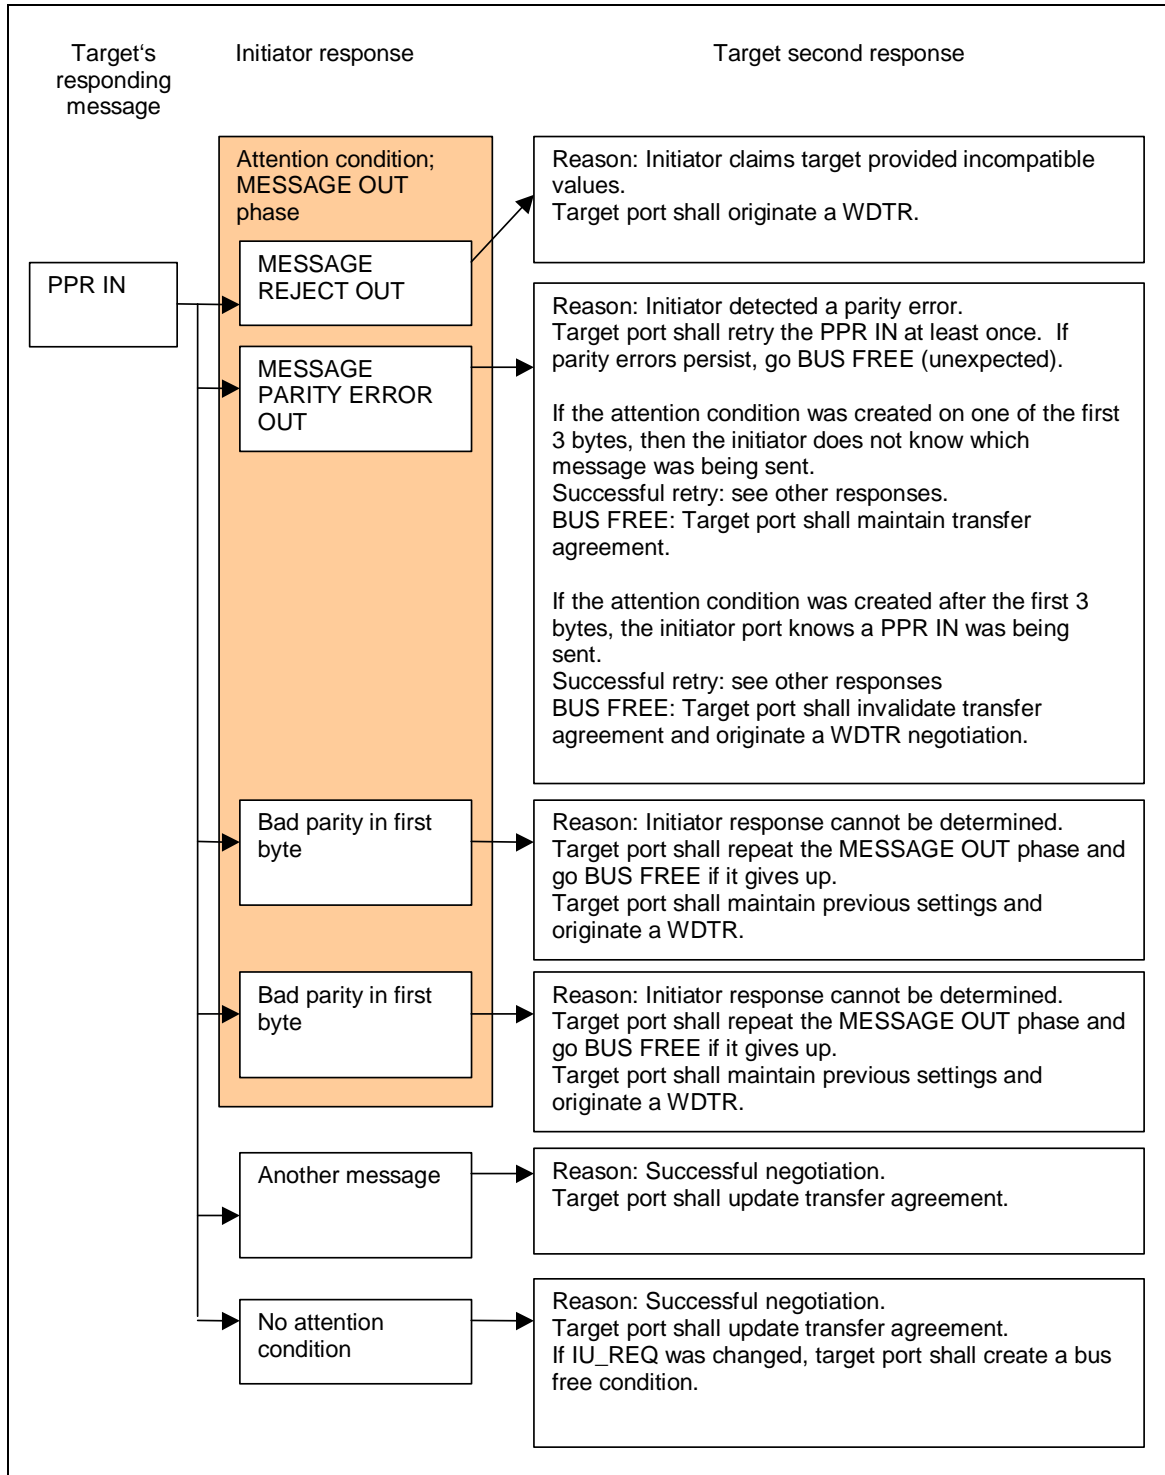 Target‘s
responding
message
Initiator response
Target second response
PPR IN
Attention condition;
MESSAGE OUT
phase
MESSAGE
REJECT OUT
Reason: Initiator claims target provided incompatible
values.
Target port shall originate a WDTR.
MESSAGE
PARITY ERROR
OUT
Reason: Initiator detected a parity error.
Target port shall retry the PPR IN at least once.  If
parity errors persist, go BUS FREE (unexpected).
If the attention condition was created on one of the first
3 bytes, then the initiator does not know which
message was being sent.
Successful retry: see other responses.
BUS FREE: Target port shall maintain transfer
agreement.
If the attention condition was created after the first 3
bytes, the initiator port knows a PPR IN was being
sent.
Successful retry: see other responses
BUS FREE: Target port shall invalidate transfer
agreement and originate a WDTR negotiation.
Bad parity in first
byte
Reason: Initiator response cannot be determined.
Target port shall repeat the MESSAGE OUT phase and
go BUS FREE if it gives up.
Target port shall maintain previous settings and
originate a WDTR.
Bad parity in first
byte
Reason: Initiator response cannot be determined.
Target port shall repeat the MESSAGE OUT phase and
go BUS FREE if it gives up.
Target port shall maintain previous settings and
originate a WDTR.
Another message
Reason: Successful negotiation.
Target port shall update transfer agreement.
No attention
condition
Reason: Successful negotiation.
Target port shall update transfer agreement.
If IU_REQ was changed, target port shall create a bus
free condition.